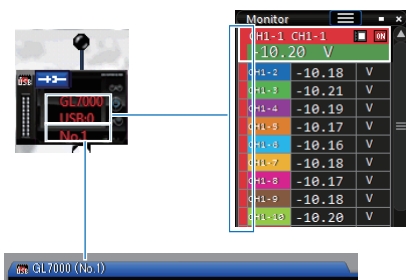 Monitor
CH1-1 CH1-1 ON
-10.20 V
CH1-2 -10.18 V
CH1-3 -10.21 V
CH1-4 -10.19 V
CH1-5 -10.17 V
CH1-6 -10.16 V
CH1-7 -10.18 V
CH1-8 -10.17 V
CH1-9 -10.18 V
CH1-10 -10.20 V
USB
GL7000
USB:0
No.1
USB GL7000 (No.1)